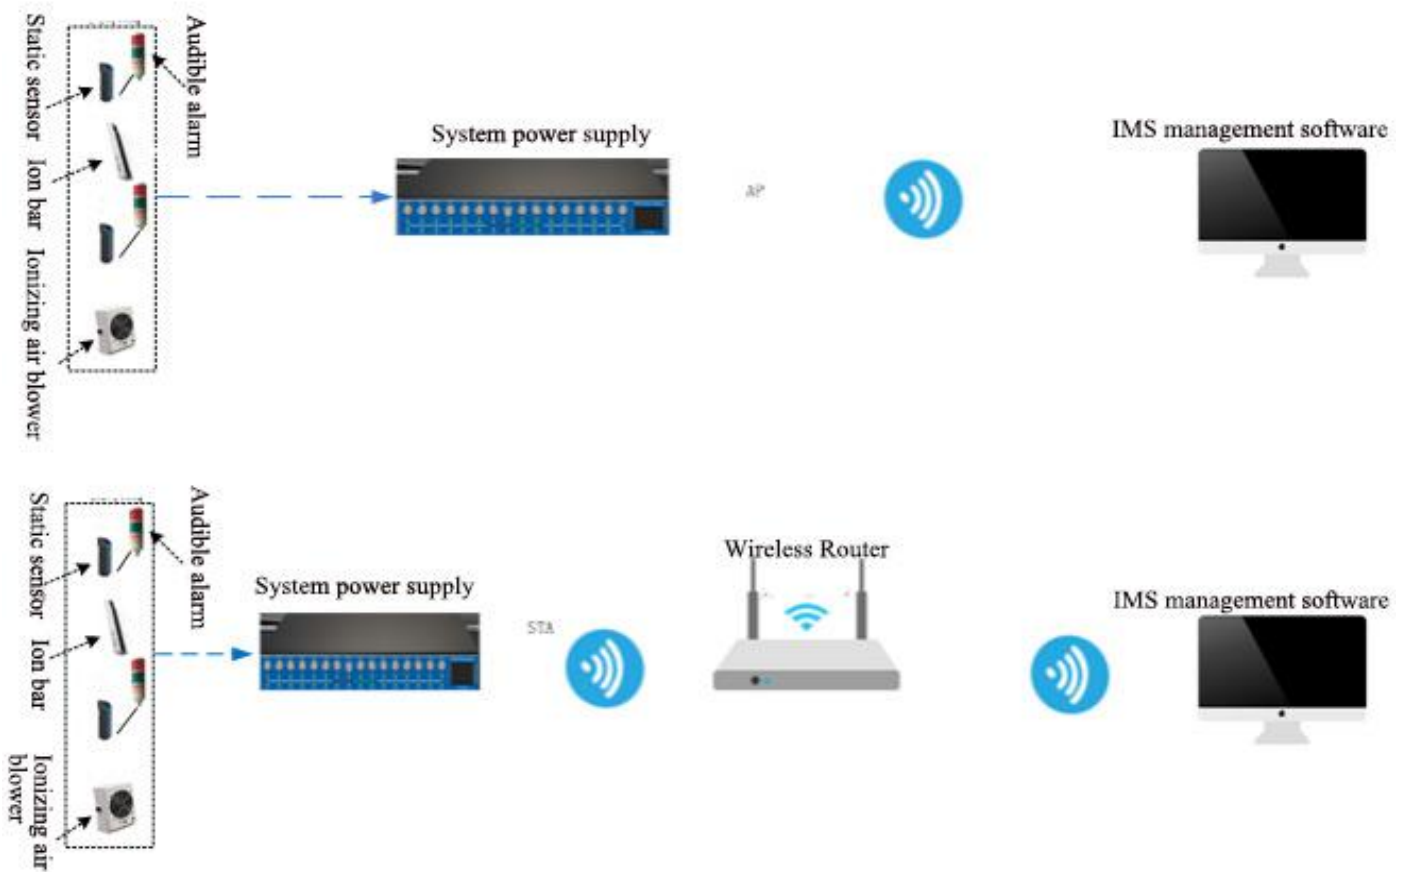 Static sensor
Ion bar
Ionizing air blower
Audible alarm
System power supply
AP
IMS management software
Static sensor
Ion bar
Ionizing air
blower
Audible alarm
System power supply
STA
Wireless Router
IMS management software